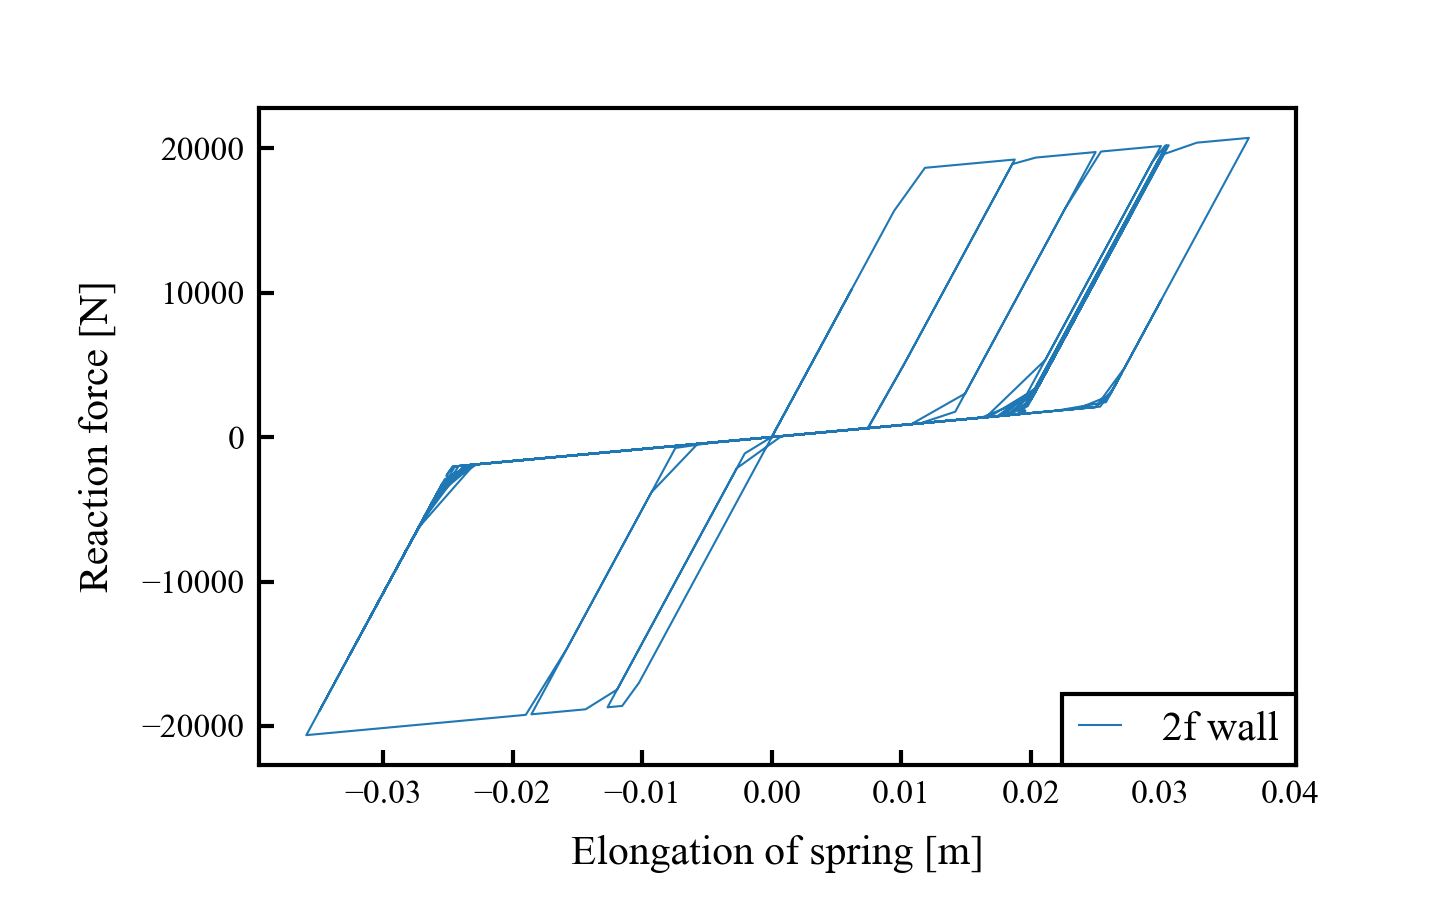 20000
10000
0
−10000
−20000
Reaction force [N]
2f wall
−0.03 −0.02 −0.01 0.00 0.01 0.02 0.03 0.04
Elongation of spring [m]